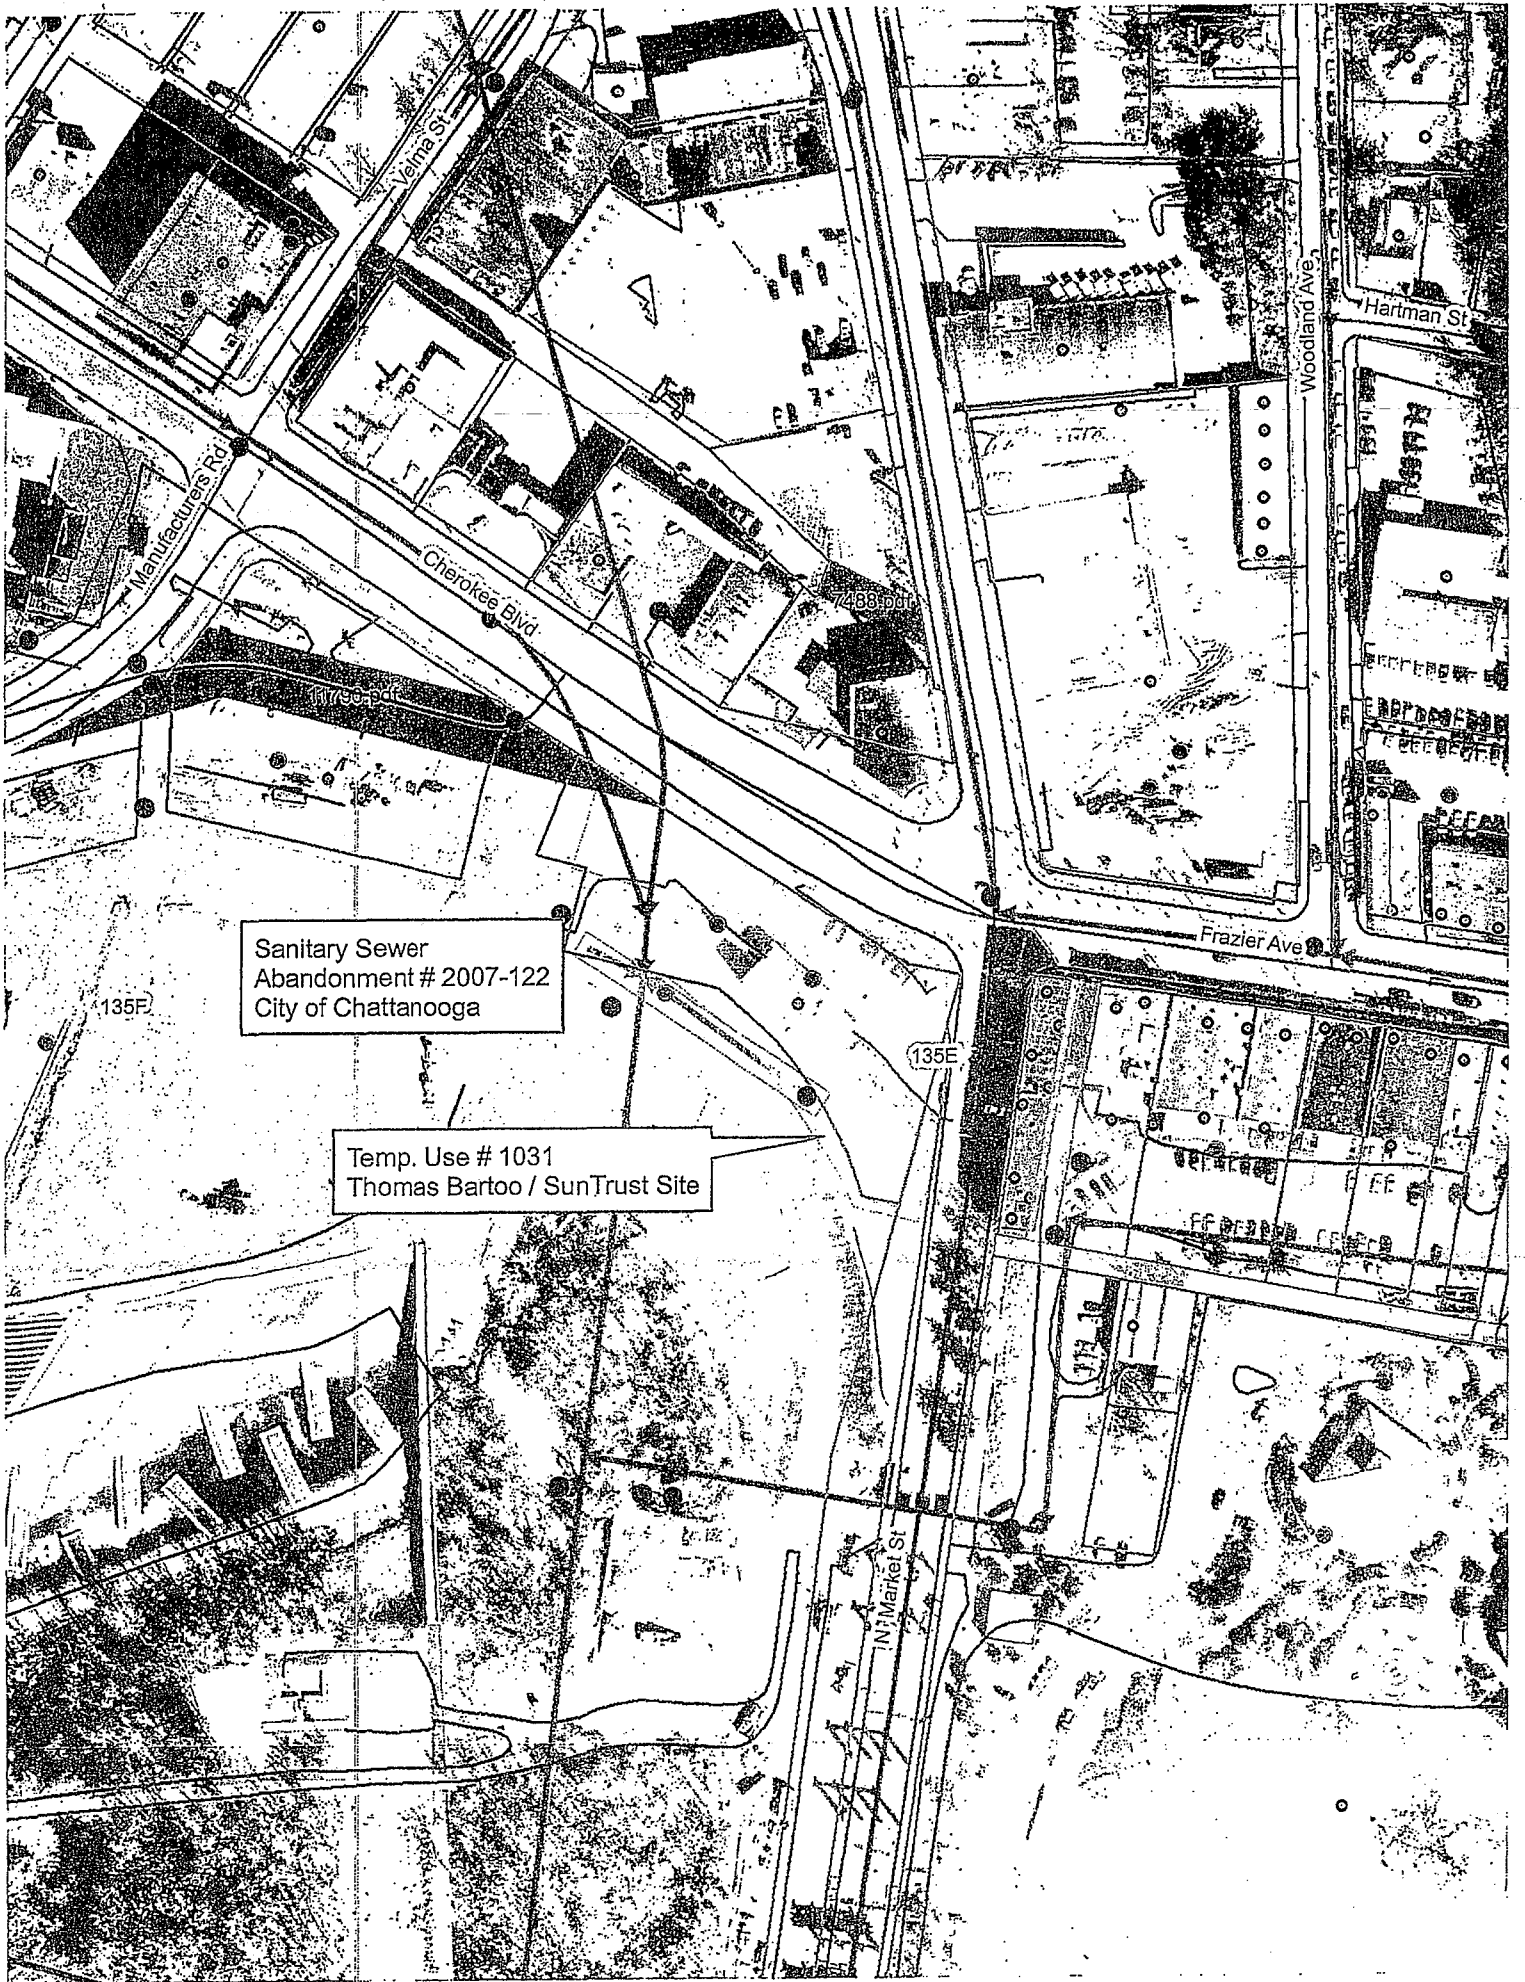 Velma St
Woodland Ave
Hartman St
Manufacturers Rd
Cherokee Blvd
7488.pdf
111790.pdf
Frazier Ave
Sanitary Sewer
Abandonment # 2007-122
City of Chattanooga
135F
135E
Temp. Use # 1031
Thomas Bartoo / SunTrust Site
N Market St